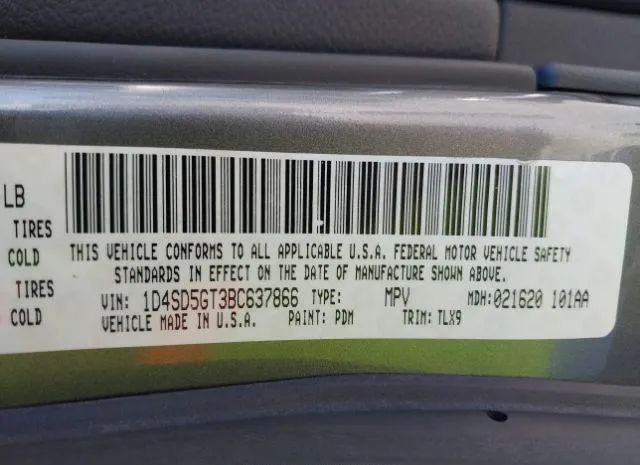 LB
TIRES
COLD
TIRES
COLD
THIS VEHICLE CONFORMS TO ALL APPLICABLE U.S.A. FEDERAL MOTOR VEHICLE SAFETY
STANDARDS IN EFFECT ON THE DATE OF MANUFACTURE SHOWN ABOVE.
VIN: 1D4SD5GT3BC637866 TYPE: MPV MDH:021620 101AA
VEHICLE MADE IN U.S.A. PAINT: PDM TRIM: TLX9